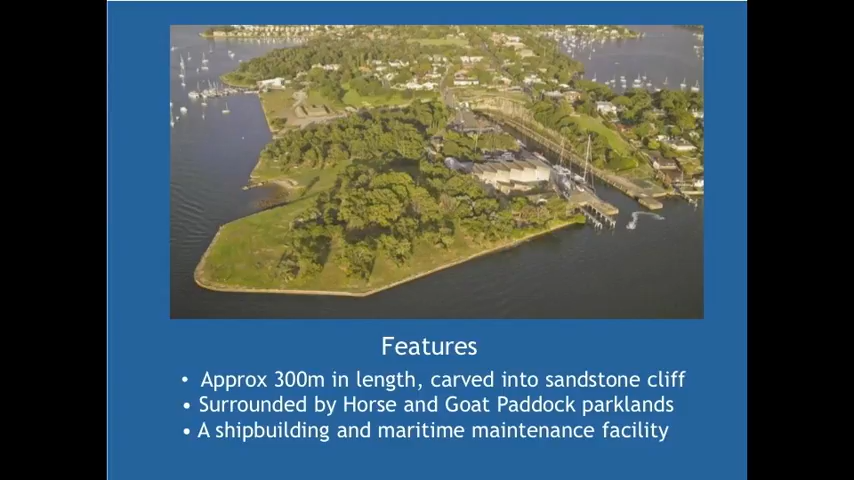 Features
• Approx 300m in length, carved into sandstone cliff
• Surrounded by Horse and Goat Paddock parklands
• A shipbuilding and maritime maintenance facility